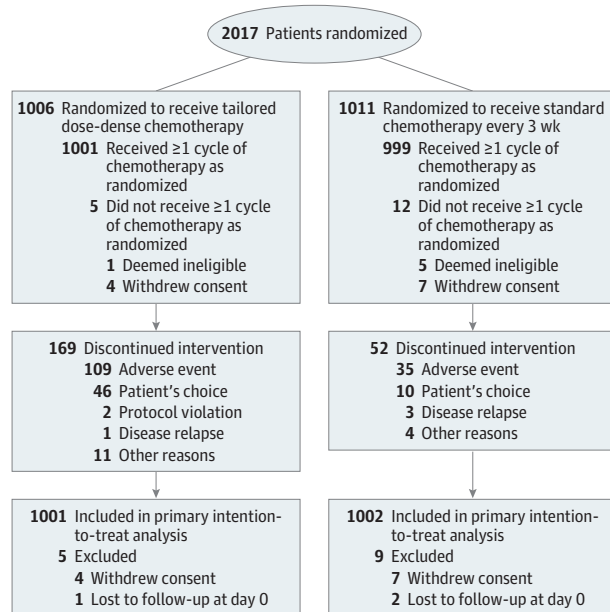 2017 Patients randomized
1006 Randomized to receive tailored
dose-dense chemotherapy
1001 Received ≥1 cycle of
chemotherapy as
randomized
5 Did not receive ≥1 cycle
of chemotherapy as
randomized
1 Deemed ineligible
4 Withdrew consent
1011 Randomized to receive standard
chemotherapy every 3 wk
999 Received ≥1 cycle of
chemotherapy as
randomized
12 Did not receive ≥1 cycle
of chemotherapy as
randomized
5 Deemed ineligible
7 Withdrew consent
169 Discontinued intervention
109 Adverse event
46 Patient's choice
2 Protocol violation
1 Disease relapse
11 Other reasons
52 Discontinued intervention
35 Adverse event
10 Patient's choice
3 Disease relapse
4 Other reasons
1001 Included in primary intention-
to-treat analysis
5 Excluded
4 Withdrew consent
1 Lost to follow-up at day 0
1002 Included in primary intention-
to-treat analysis
9 Excluded
7 Withdrew consent
2 Lost to follow-up at day 0